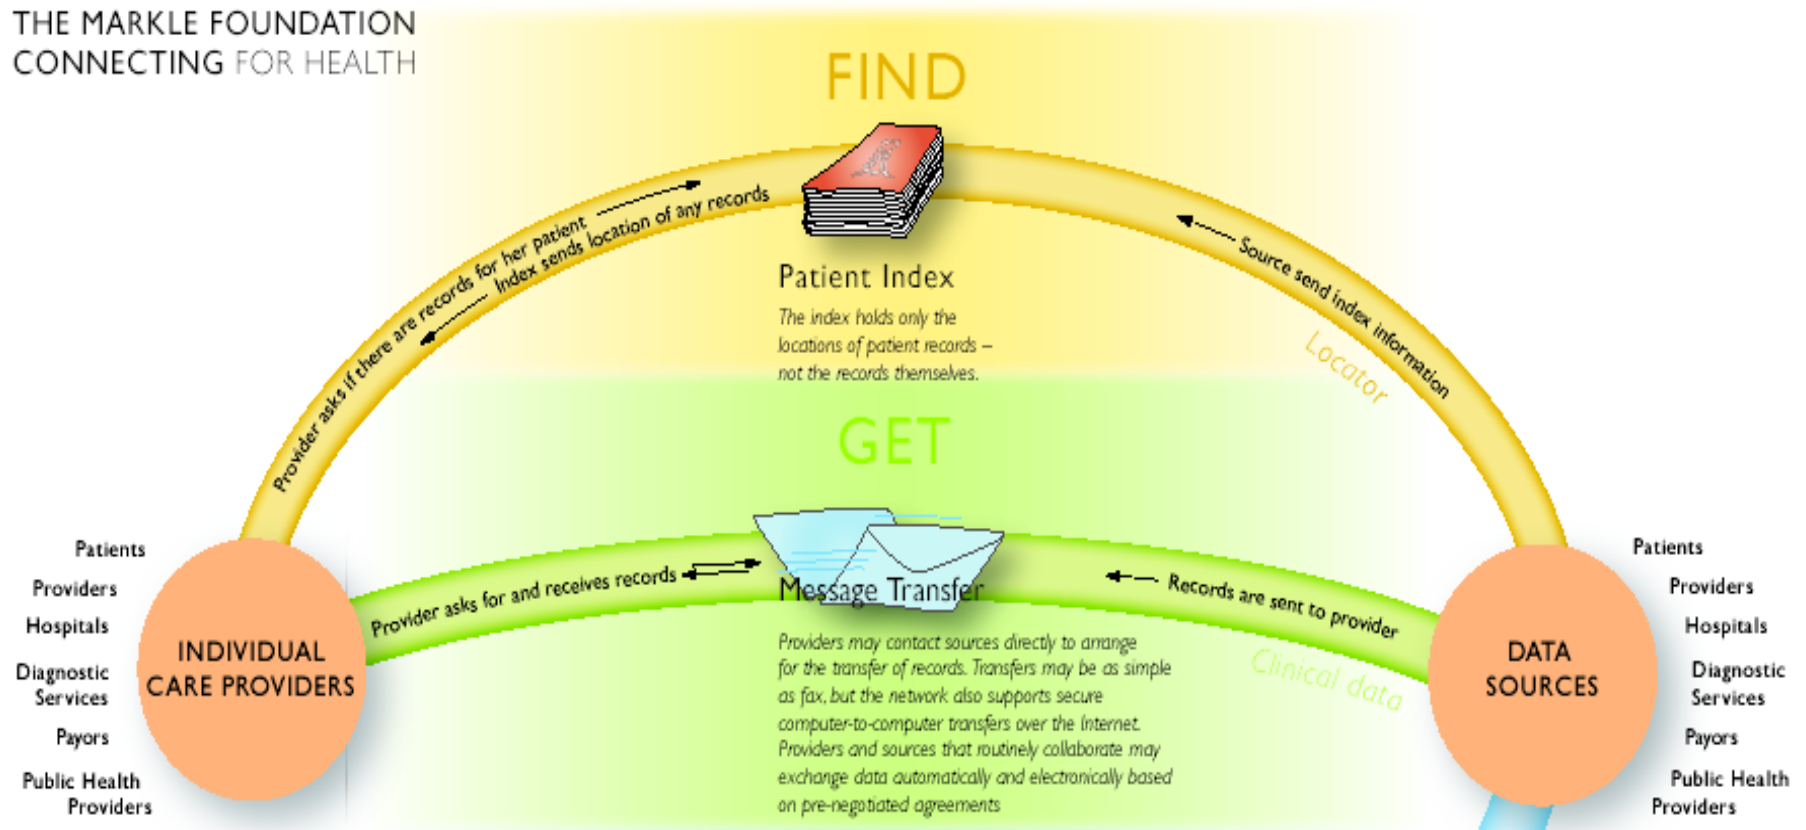 THE MARKLE FOUNDATION
CONNECTING FOR HEALTH
FIND
Provider asks if there are records for her patient
Index sends location of any records
Source send index information
Locator
Patient Index
The index holds only the
locations of patient records –
not the records themselves.
GET
Provider asks for and receives records
Message Transfer
Records are sent to provider
Clinical data
Providers may contact sources directly to arrange
for the transfer of records. Transfers may be as simple
as fax, but the network also supports secure
computer-to-computer transfers over the Internet.
Providers and sources that routinely collaborate may
exchange data automatically and electronically based
on pre-negotiated agreements
Patients
Providers
Hospitals
Diagnostic
Services
Payors
Public Health
Providers
INDIVIDUAL
CARE PROVIDERS
DATA
SOURCES
Patients
Providers
Hospitals
Diagnostic
Services
Payors
Public Health
Providers